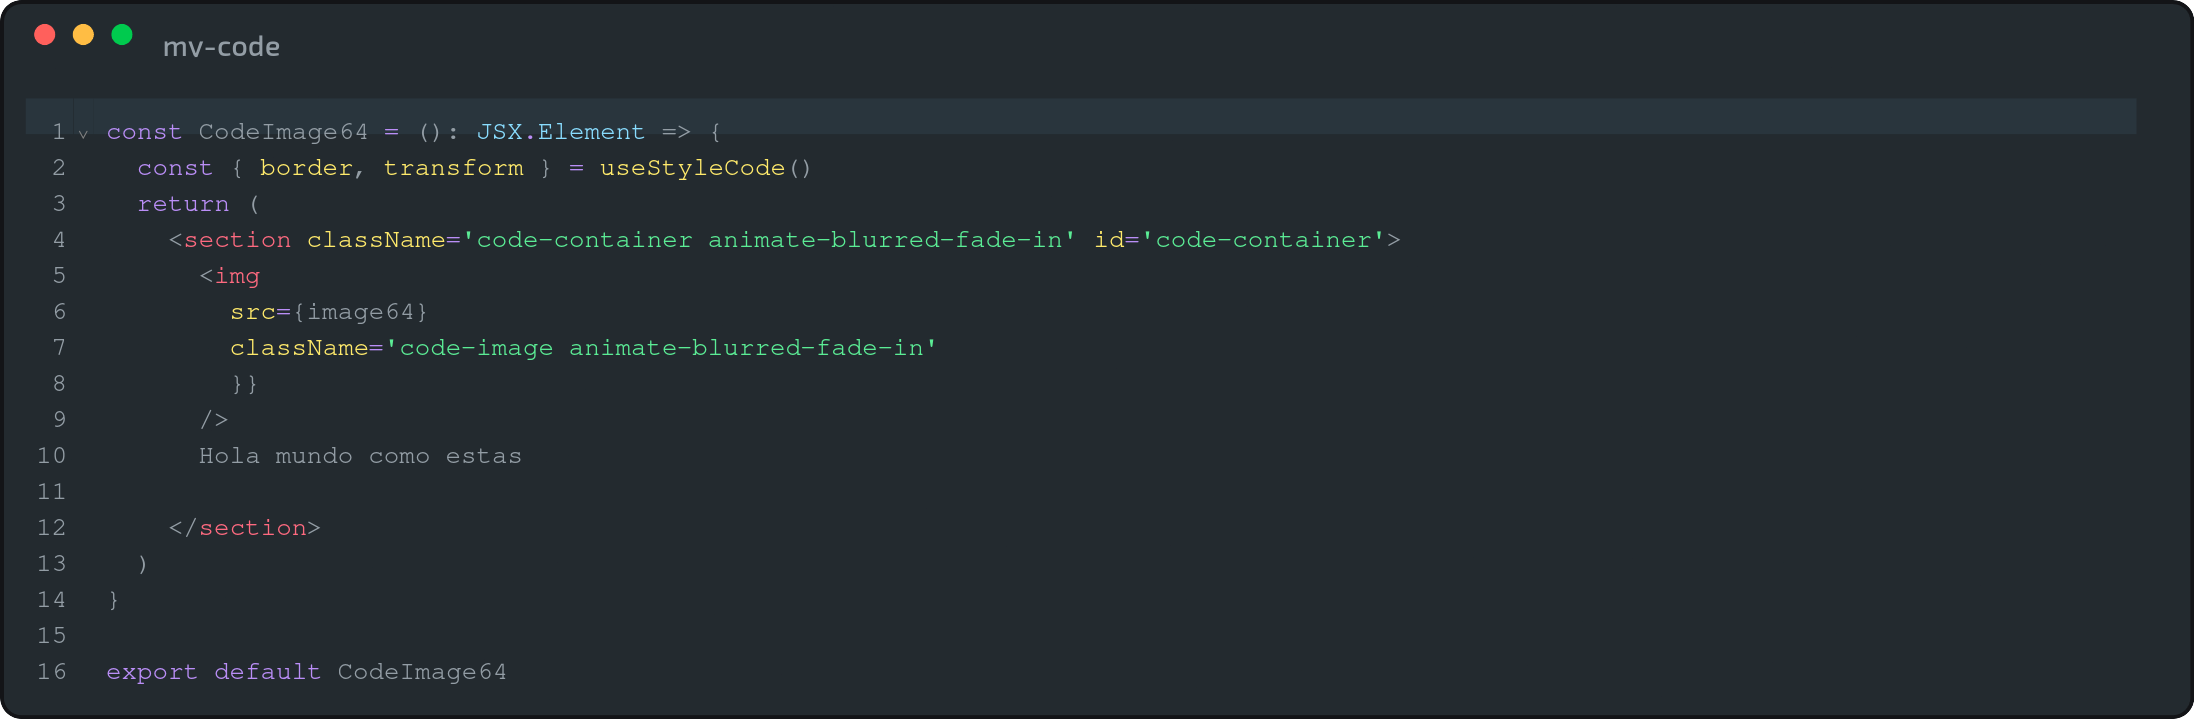 mv-code
1 const CodeImage64 = (): JSX.Element => {
2   const { border, transform } = useStyleCode()
3   return (
4     <section className='code-container animate-blurred-fade-in' id='code-container'>
5       <img
6         src={image64}
7         className='code-image animate-blurred-fade-in'
8         }}
9       />
10       Hola mundo como estas
11
12     </section>
13   )
14 }
15
16 export default CodeImage64